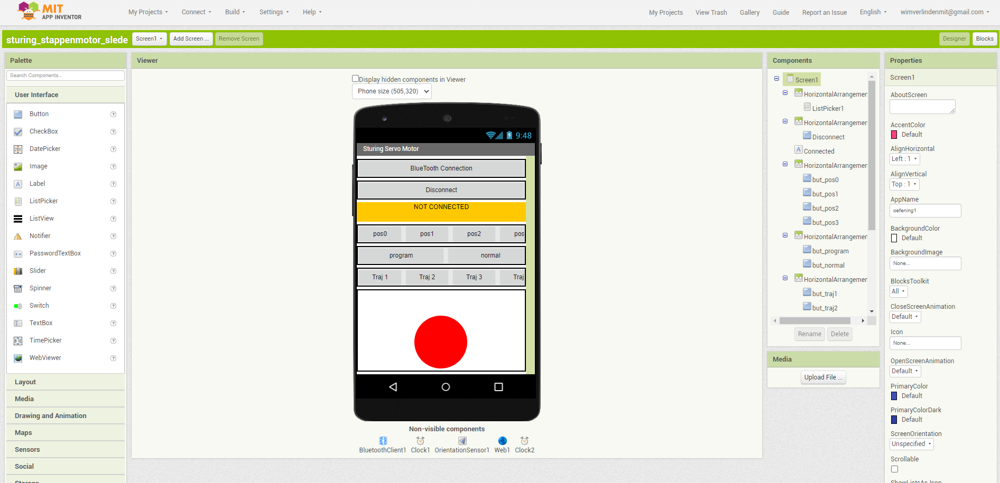 MIT
APP INVENTOR
My Projects
Connect
Build
Settings
Help
My Projects
View Trash
Gallery
Guide
Report an Issue
English
wimverlindenmit@gmail.com
sturing_stappenmotor_slede
Screen1
Add Screen ...
Remove Screen
Designer
Blocks
Palette
Search Components...
User Interface
Button
?
CheckBox
?
DatePicker
?
Image
?
Label
?
ListPicker
?
ListView
?
Notifier
?
PasswordTextBox
?
Slider
?
Spinner
?
Switch
?
TextBox
?
TimePicker
?
WebViewer
?
Layout
Media
Drawing and Animation
Maps
Sensors
Social
Storage
Viewer
Display hidden components in Viewer
Phone size (505,320)
9:48
Sturing Servo Motor
BlueTooth Connection
Disconnect
NOT CONNECTED
pos0 pos1 pos2 pos
program normal
Traj 1 Traj 2 Traj 3 Traj
Non-visible components
BluetoothClient1 Clock1 OrientationSensor1 Web1 Clock2
Components
Screen1
HorizontalArrangemen
ListPicker1
HorizontalArrangemen
Disconnect
Connected
HorizontalArrangemen
but_pos0
but_pos1
but_pos2
but_pos3
HorizontalArrangemen
but_program
but_normal
HorizontalArrangemen
but_traj1
but_traj2
Rename
Delete
Media
Upload File ...
Properties
Screen1
AboutScreen
AccentColor
Default
AlignHorizontal
Left : 1
AlignVertical
Top : 1
AppName
oefening1
BackgroundColor
Default
BackgroundImage
None...
BlocksToolkit
All
CloseScreenAnimation
Default
Icon
None...
OpenScreenAnimation
Default
PrimaryColor
Default
PrimaryColorDark
Default
ScreenOrientation
Unspecified
Scrollable
ShowListsAsJson